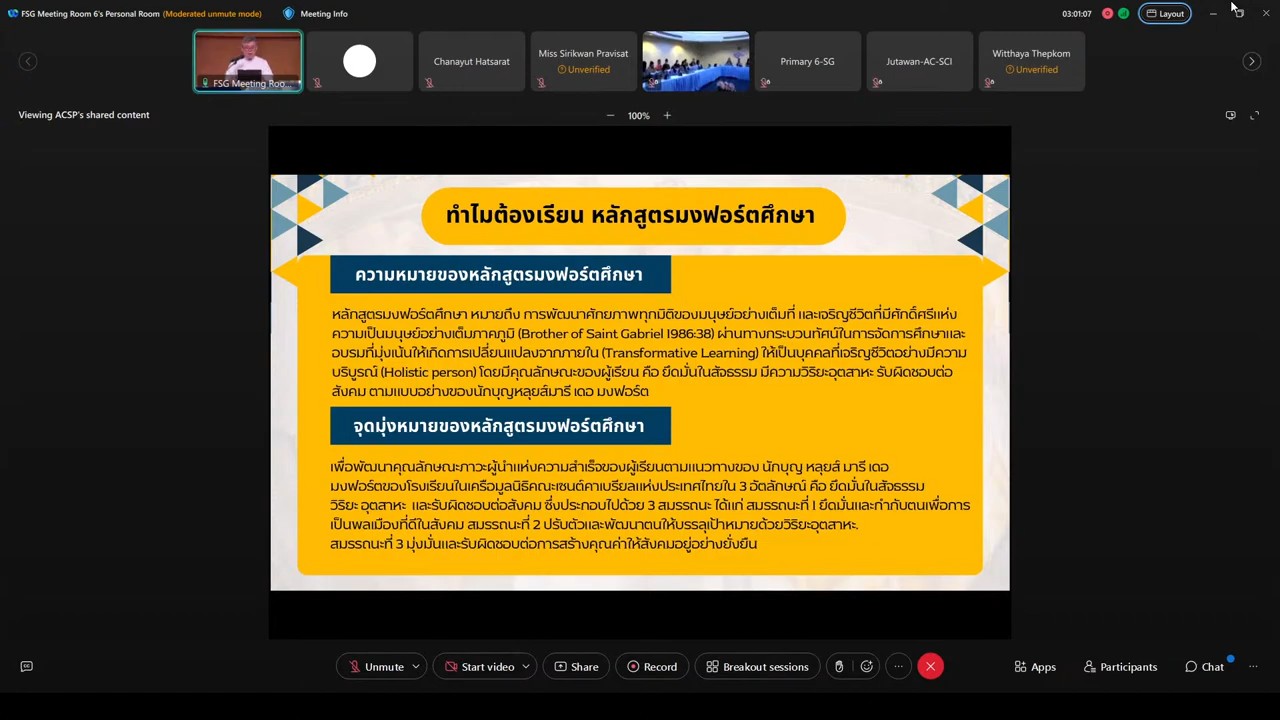 FSG Meeting Room 6's Personal Room (Moderated unmute mode) Meeting Info 03:01:07 Layout
FSG Meeting Roo...
Chanayut Hatsarat
Miss Sirikwan Pravisat
Unverified
Primary 6-SG
Jutawan-AC-SCI
Witthaya Thepkom
Unverified
Viewing ACSP's shared content 100%
ทำไมต้องเรียน หลักสูตรมงฟอร์ตศึกษา
ความหมายของหลักสูตรมงฟอร์ตศึกษา
หลักสูตรมงฟอร์ตศึกษา หมายถึง การพัฒนาศักยภาพทุกมิติของมนุษย์อย่างเต็มที่ และเจริญชีวิตที่มีศักดิ์ศรีแห่ง
ความเป็นมนุษย์อย่างเต็มภาคภูมิ (Brother of Saint Gabriel 1986:38) ผ่านทางกระบวนทัศน์ในการจัดการศึกษาและ
อบรมที่มุ่งเน้นให้เกิดการเปลี่ยนแปลงจากภายใน (Transformative Learning) ให้เป็นบุคคลที่เจริญชีวิตอย่างมีความ
บริบูรณ์ (Holistic person) โดยมีคุณลักษณะของผู้เรียน คือ ยึดมั่นในสัจธรรม มีความวิริยะอุตสาหะ รับผิดชอบต่อ
สังคม ตามแบบอย่างของนักบุญหลุยส์มารี เดอ มงฟอร์ต
จุดมุ่งหมายของหลักสูตรมงฟอร์ตศึกษา
เพื่อพัฒนาคุณลักษณะภาวะผู้นำแห่งความสำเร็จของผู้เรียนตามแนวทางของ นักบุญ หลุยส์ มารี เดอ
มงฟอร์ตของโรงเรียนในเครือมูลนิธิคณะเซนต์คาเบรียลแห่งประเทศไทยใน 3 อัตลักษณ์ คือ ยึดมั่นในสัจธรรม
วิริยะ อุตสาหะ และรับผิดชอบต่อสังคม ซึ่งประกอบไปด้วย 3 สมรรถนะ ได้แก่ สมรรถนะที่ 1 ยึดมั่นและกำกับตนเพื่อการ
เป็นพลเมืองที่ดีในสังคม สมรรถนะที่ 2 ปรับตัวและพัฒนาตนให้บรรลุเป้าหมายด้วยวิริยะอุตสาหะ
สมรรถนะที่ 3 มุ่งมั่นและรับผิดชอบต่อการสร้างคุณค่าให้สังคมอยู่อย่างยั่งยืน
Unmute Start video Share Record Breakout sessions Apps Participants Chat